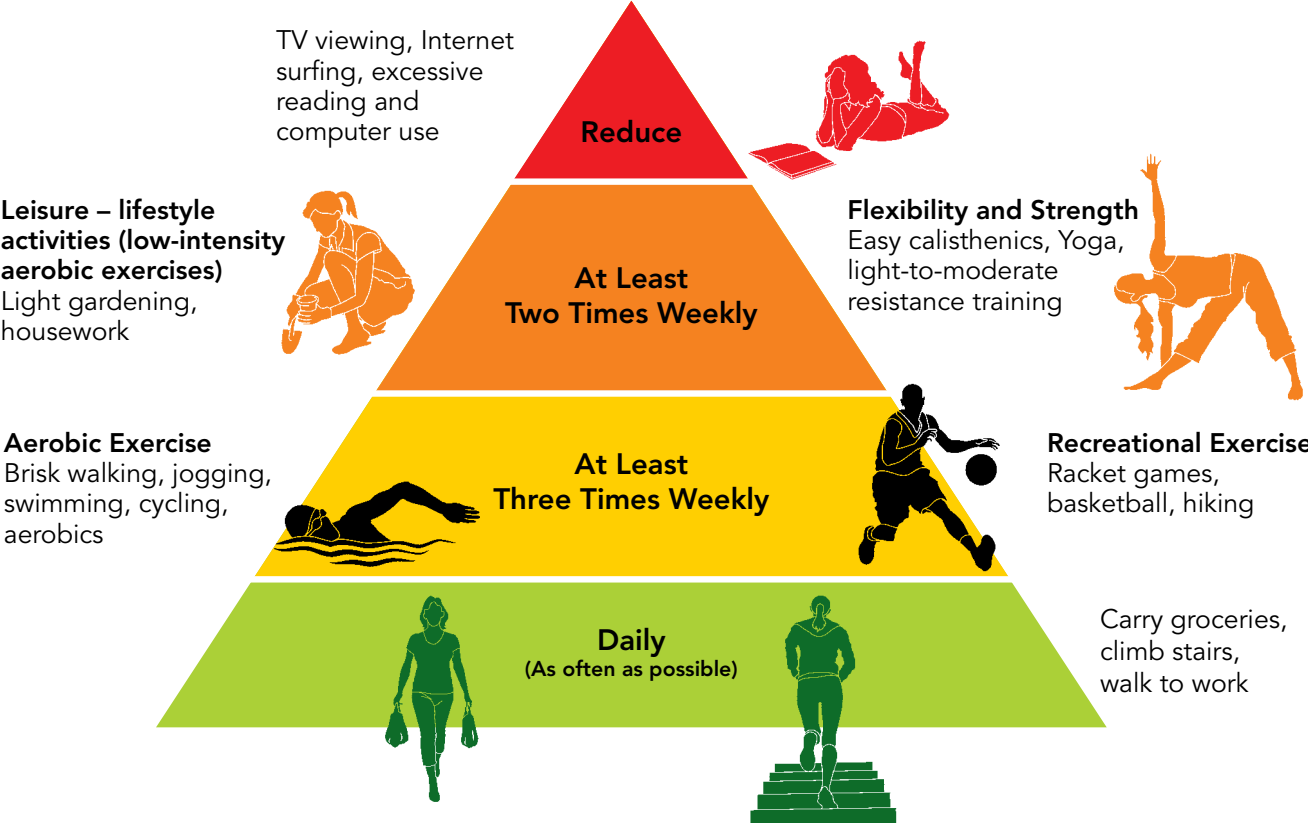 TV viewing, Internet
surfing, excessive
reading and
computer use
Reduce
Leisure – lifestyle
activities (low-intensity
aerobic exercises)
Light gardening,
housework
At Least
Two Times Weekly
Flexibility and Strength
Easy calisthenics, Yoga,
light-to-moderate
resistance training
Aerobic Exercise
Brisk walking, jogging,
swimming, cycling,
aerobics
At Least
Three Times Weekly
Recreational Exercise
Racket games,
basketball, hiking
Daily
(As often as possible)
Carry groceries,
climb stairs,
walk to work